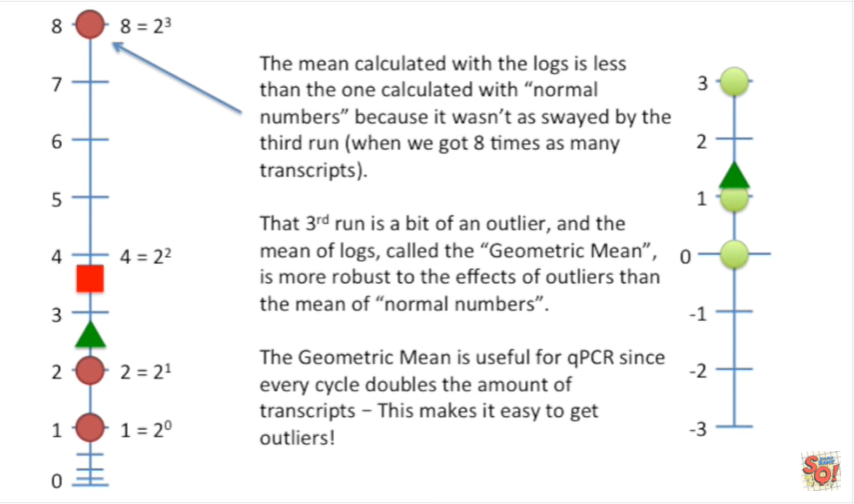 8
8 = 2³
7
6
5
4
4 = 2²
3
2
2 = 2¹
1
1 = 2⁰
0
The mean calculated with the logs is less
than the one calculated with “normal
numbers” because it wasn’t as swayed by the
third run (when we got 8 times as many
transcripts).
That 3ʳᵈ run is a bit of an outlier, and the
mean of logs, called the “Geometric Mean”,
is more robust to the effects of outliers than
the mean of “normal numbers”.
The Geometric Mean is useful for qPCR since
every cycle doubles the amount of
transcripts – This makes it easy to get
outliers!
3
2
1
0
-1
-2
-3
SQ!